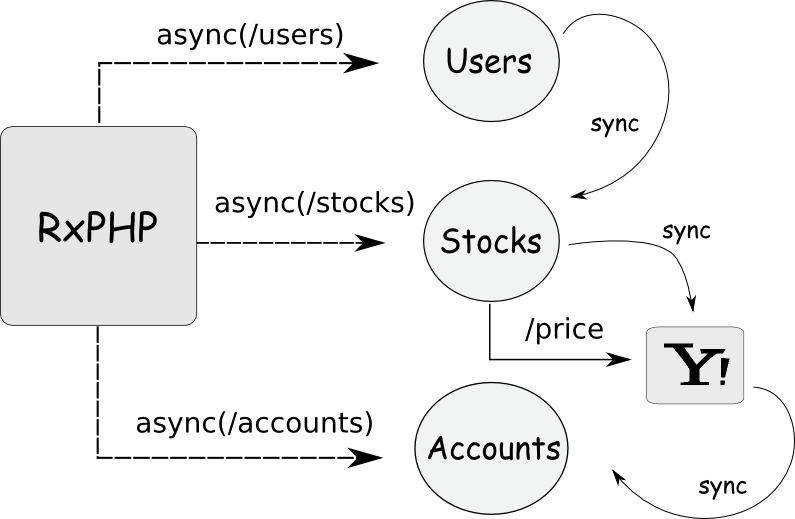 async(/users)
Users
sync
RxPHP
async(/stocks)
Stocks
sync
/price
Y!
async(/accounts)
Accounts
sync